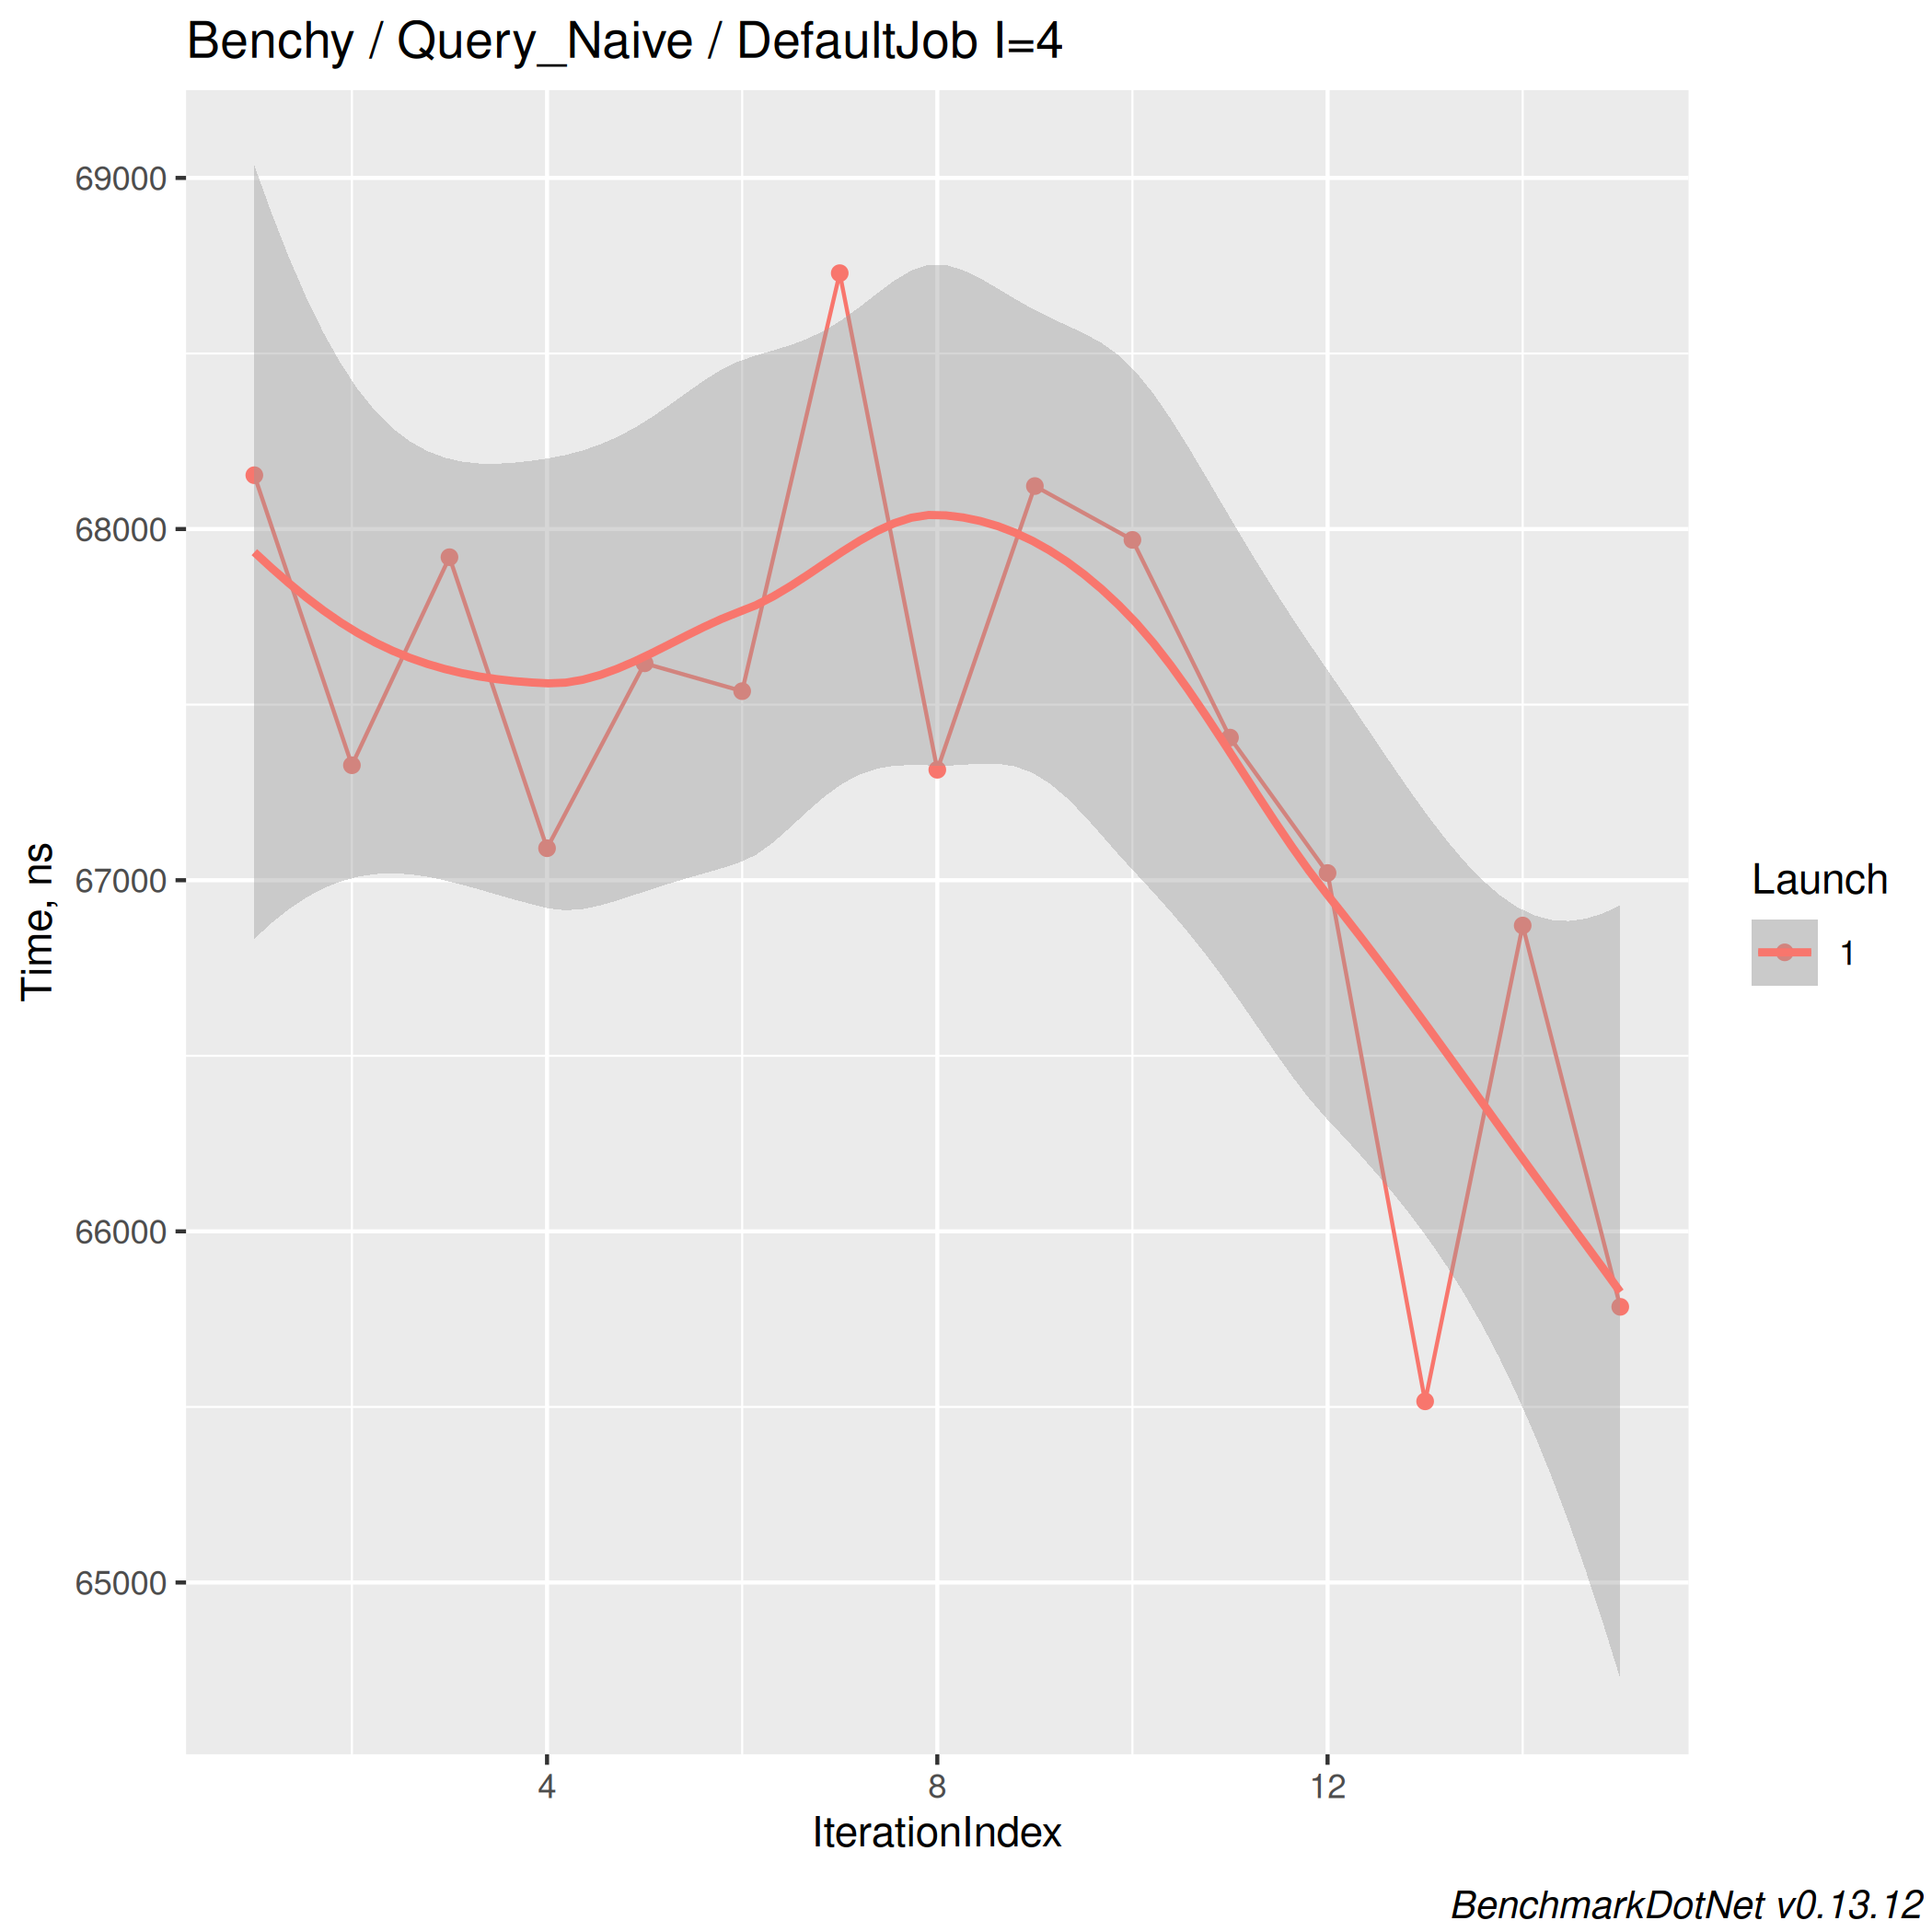 Benchy / Query_Naive / DefaultJob I=4
69000
68000
67000
66000
65000
Time, ns
4
8
12
IterationIndex
Launch
1
BenchmarkDotNet v0.13.12